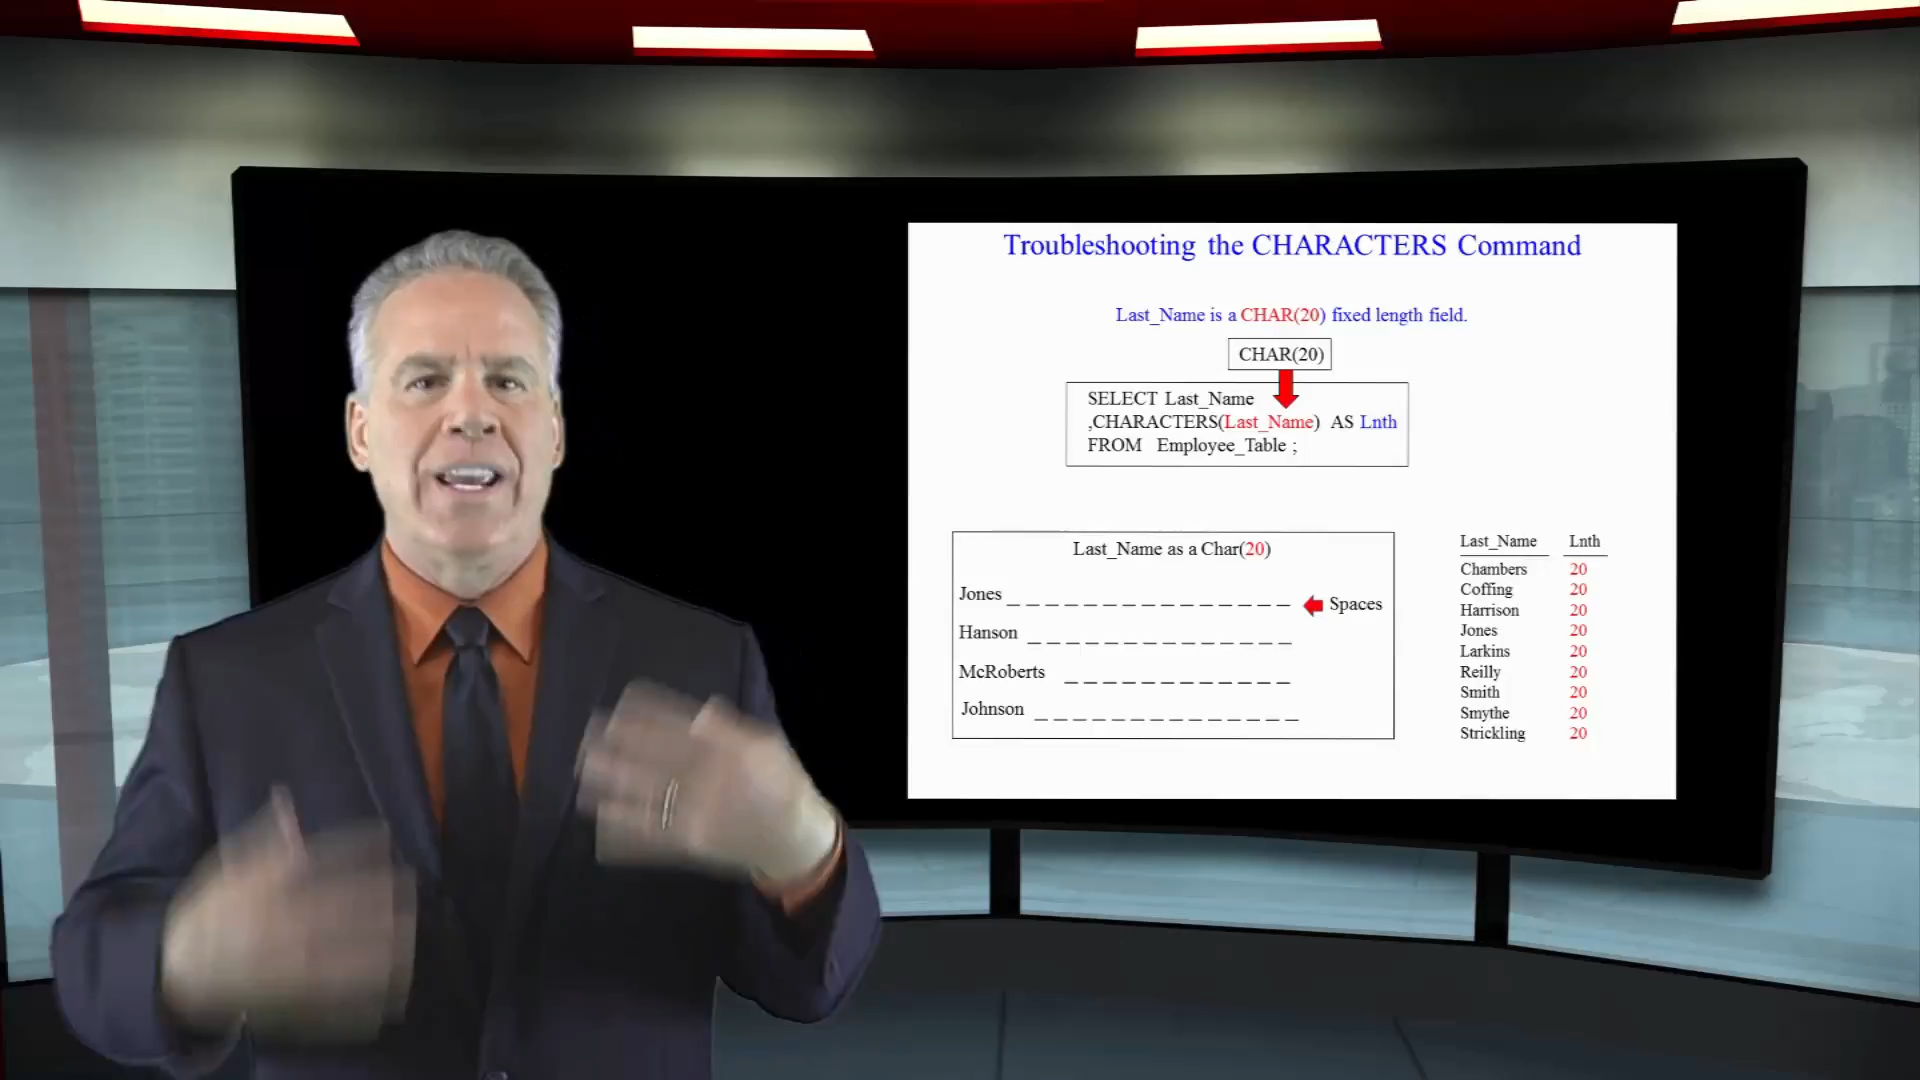 Troubleshooting the CHARACTERS Command
Last_Name is a CHAR(20) fixed length field.
CHAR(20)
SELECT Last_Name
,CHARACTERS(Last_Name) AS Lnth
FROM Employee_Table ;
Last_Name as a Char(20)
Jones _ _ _ _ _ _ _ _ _ _ _ _ _ _ _
Spaces
Hanson _ _ _ _ _ _ _ _ _ _ _ _ _ _
McRoberts _ _ _ _ _ _ _ _ _ _ _ _
Johnson _ _ _ _ _ _ _ _ _ _ _ _ _ _
Last_Name Lnth
Chambers 20
Coffing 20
Harrison 20
Jones 20
Larkins 20
Reilly 20
Smith 20
Smythe 20
Strickling 20